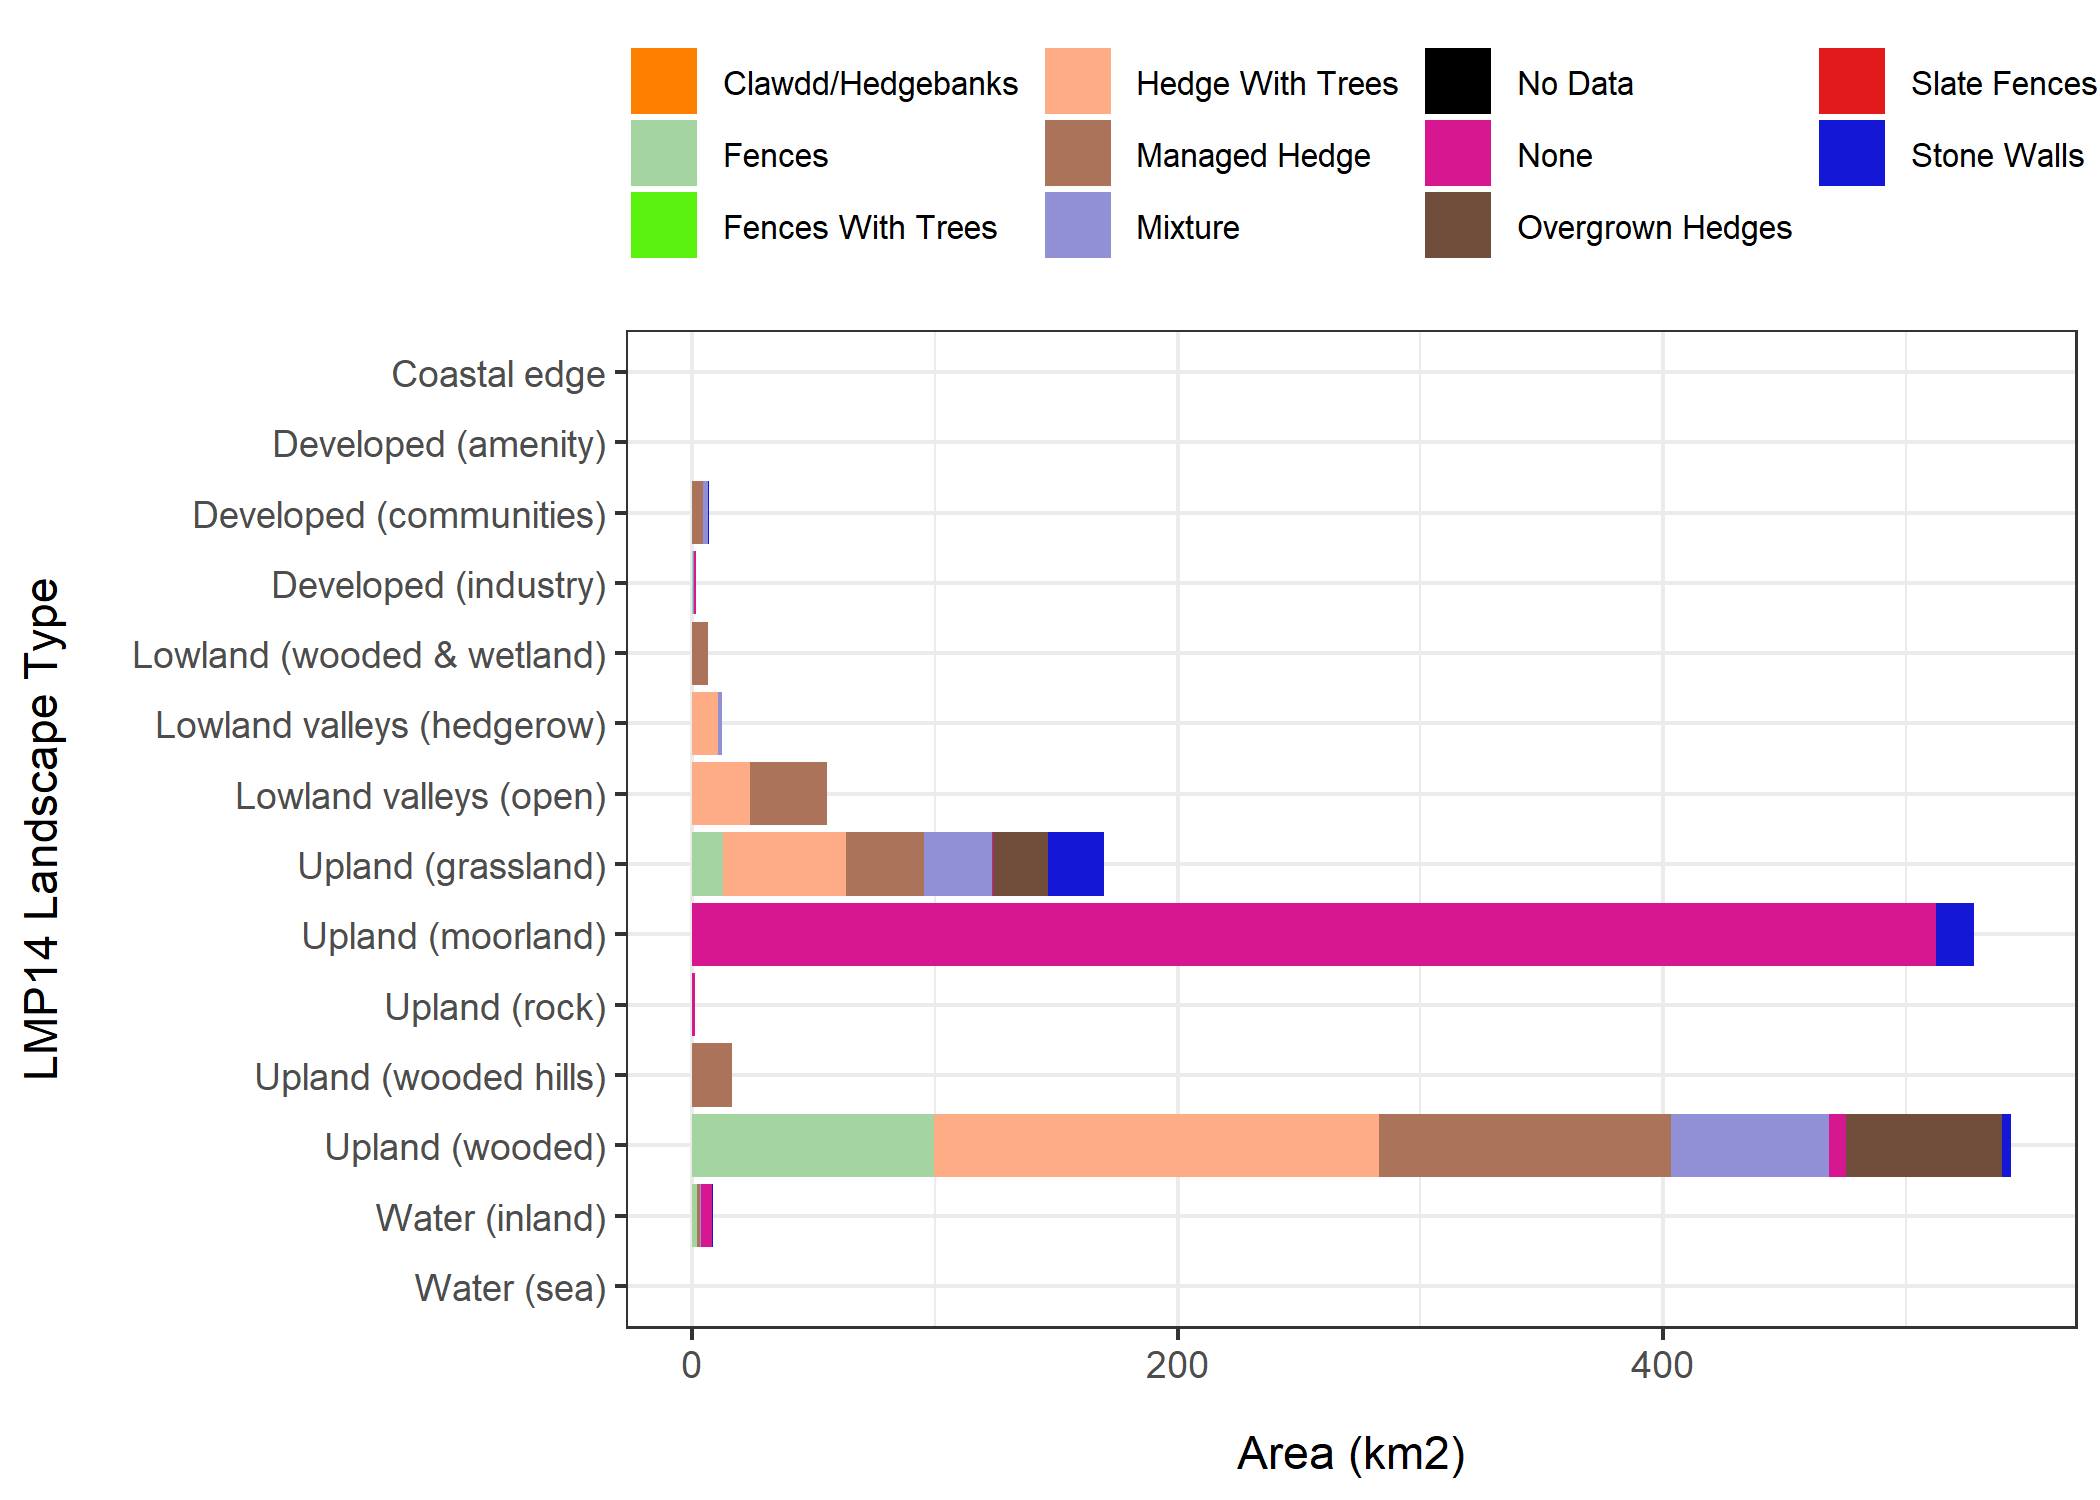 Clawdd/Hedgebanks
Hedge With Trees
No Data
Slate Fences
Fences
Managed Hedge
None
Stone Walls
Fences With Trees
Mixture
Overgrown Hedges
LMP14 Landscape Type
Coastal edge
Developed (amenity)
Developed (communities)
Developed (industry)
Lowland (wooded & wetland)
Lowland valleys (hedgerow)
Lowland valleys (open)
Upland (grassland)
Upland (moorland)
Upland (rock)
Upland (wooded hills)
Upland (wooded)
Water (inland)
Water (sea)
0
200
400
Area (km2)